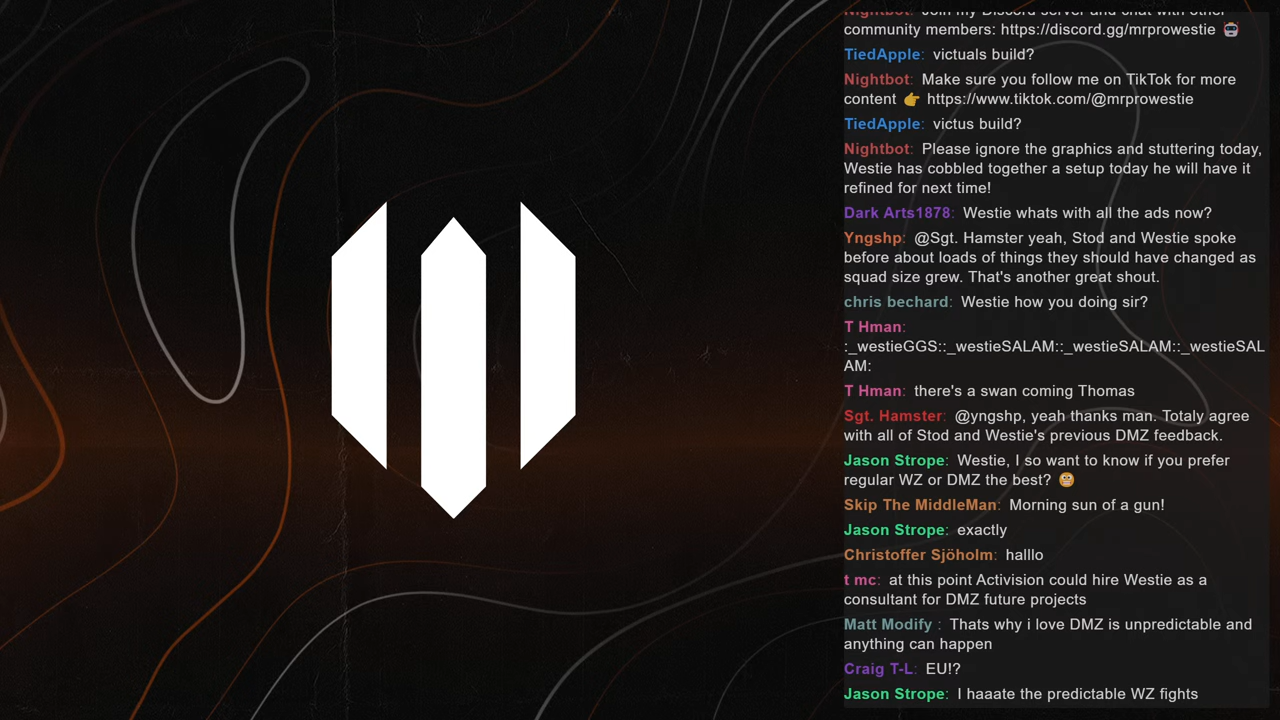 Nightbot: Join my Discord server and chat with other
community members: https://discord.gg/mrprowestie
TiedApple: victuals build?
Nightbot: Make sure you follow me on TikTok for more
content 👉 https://www.tiktok.com/@mrprowestie
TiedApple: victus build?
Nightbot: Please ignore the graphics and stuttering today,
Westie has cobbled together a setup today he will have it
refined for next time!
Dark Arts1878: Westie whats with all the ads now?
Yngshp: @Sgt. Hamster yeah, Stod and Westie spoke
before about loads of things they should have changed as
squad size grew. That's another great shout.
chris bechard: Westie how you doing sir?
T Hman:
:_westieGGS::_westieSALAM::_westieSALAM::_westieSAL
AM:
T Hman: there's a swan coming Thomas
Sgt. Hamster: @yngshp, yeah thanks man. Totaly agree
with all of Stod and Westie's previous DMZ feedback.
Jason Strope: Westie, I so want to know if you prefer
regular WZ or DMZ the best?
Skip The MiddleMan: Morning sun of a gun!
Jason Strope: exactly
Christoffer Sjöholm: halllo
t mc: at this point Activision could hire Westie as a
consultant for DMZ future projects
Matt Modify : Thats why i love DMZ is unpredictable and
anything can happen
Craig T-L: EU!?
Jason Strope: I haaate the predictable WZ fights